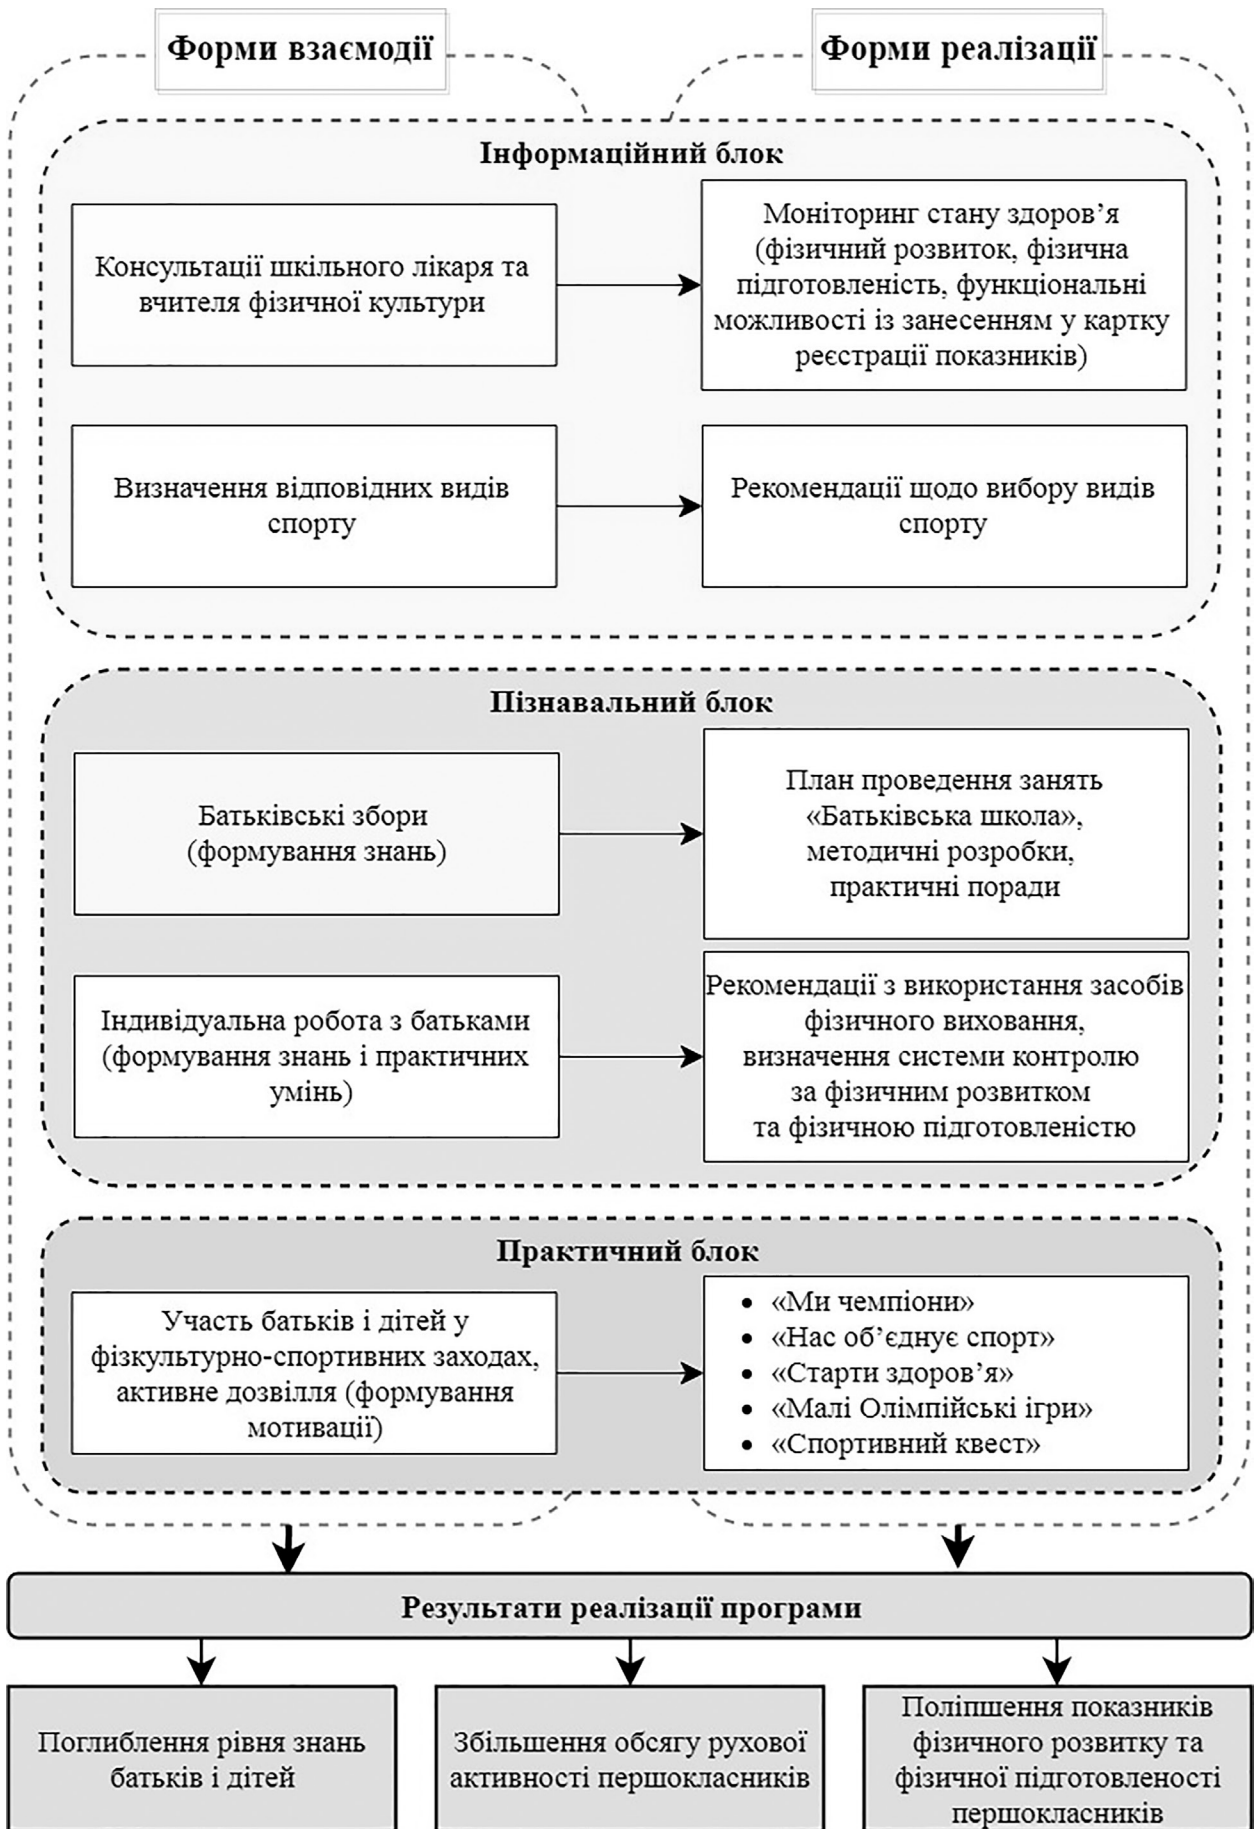 Форми взаємодії
Форми реалізації
Інформаційний блок
Консультації шкільного лікаря та
вчителя фізичної культури
Моніторинг стану здоров’я
(фізичний розвиток, фізична
підготовленість, функціональні
можливості із занесенням у картку
реєстрації показників)
Визначення відповідних видів
спорту
Рекомендації щодо вибору видів
спорту
Пізнавальний блок
Батьківські збори
(формування знань)
План проведення занять
«Батьківська школа»,
методичні розробки,
практичні поради
Індивідуальна робота з батьками
(формування знань і практичних
умінь)
Рекомендації з використання засобів
фізичного виховання,
визначення системи контролю
за фізичним розвитком
та фізичною підготовленістю
Практичний блок
Участь батьків і дітей у
фізкультурно-спортивних заходах,
активне дозвілля (формування
мотивації)
• «Ми чемпіони»
• «Нас об’єднує спорт»
• «Старти здоров’я»
• «Малі Олімпійські ігри»
• «Спортивний квест»
Результати реалізації програми
Поглиблення рівня знань
батьків і дітей
Збільшення обсягу рухової
активності першокласників
Поліпшення показників
фізичного розвитку та
фізичної підготовленості
першокласників